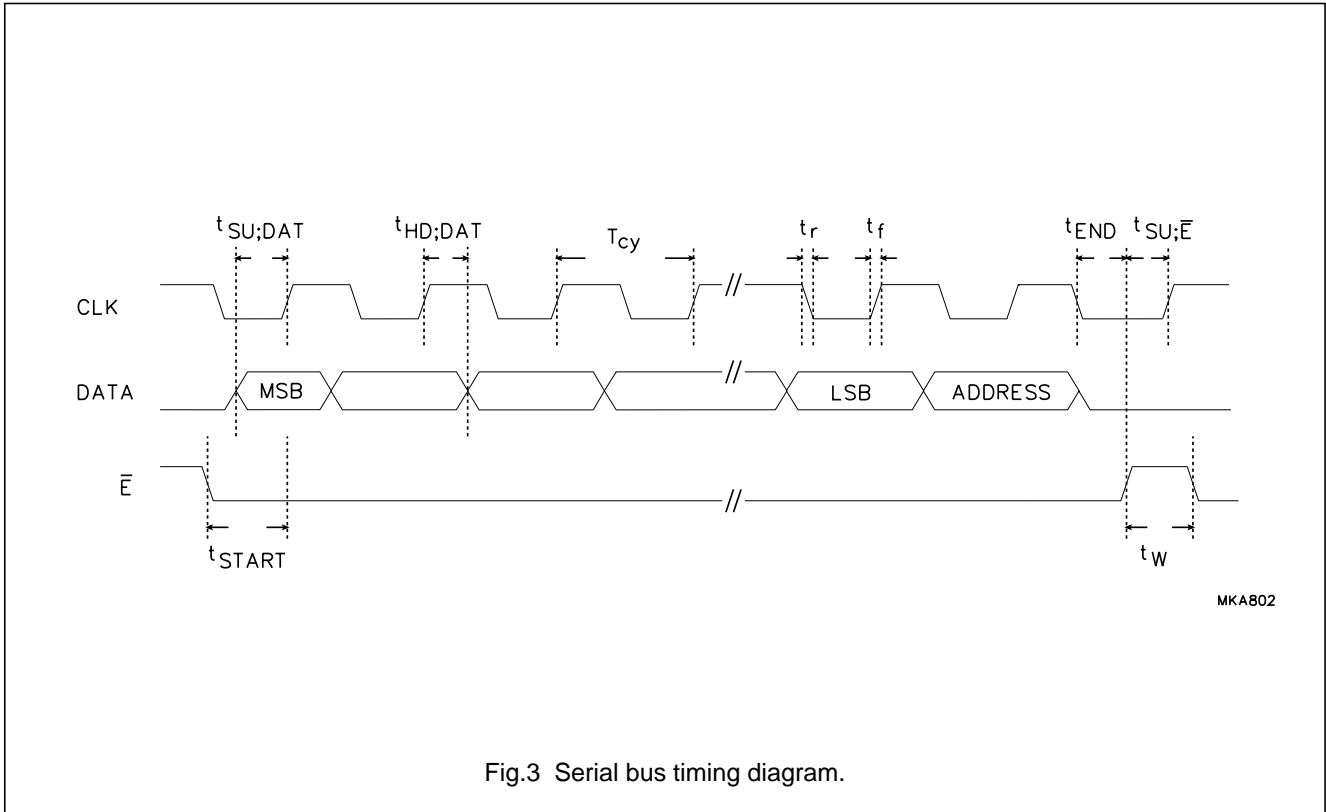 tSU;DAT tHD;DAT Tcy tr tf tEND tSU;E̅
CLK
DATA MSB LSB ADDRESS
E̅
tSTART tW
MKA802
Fig.3 Serial bus timing diagram.